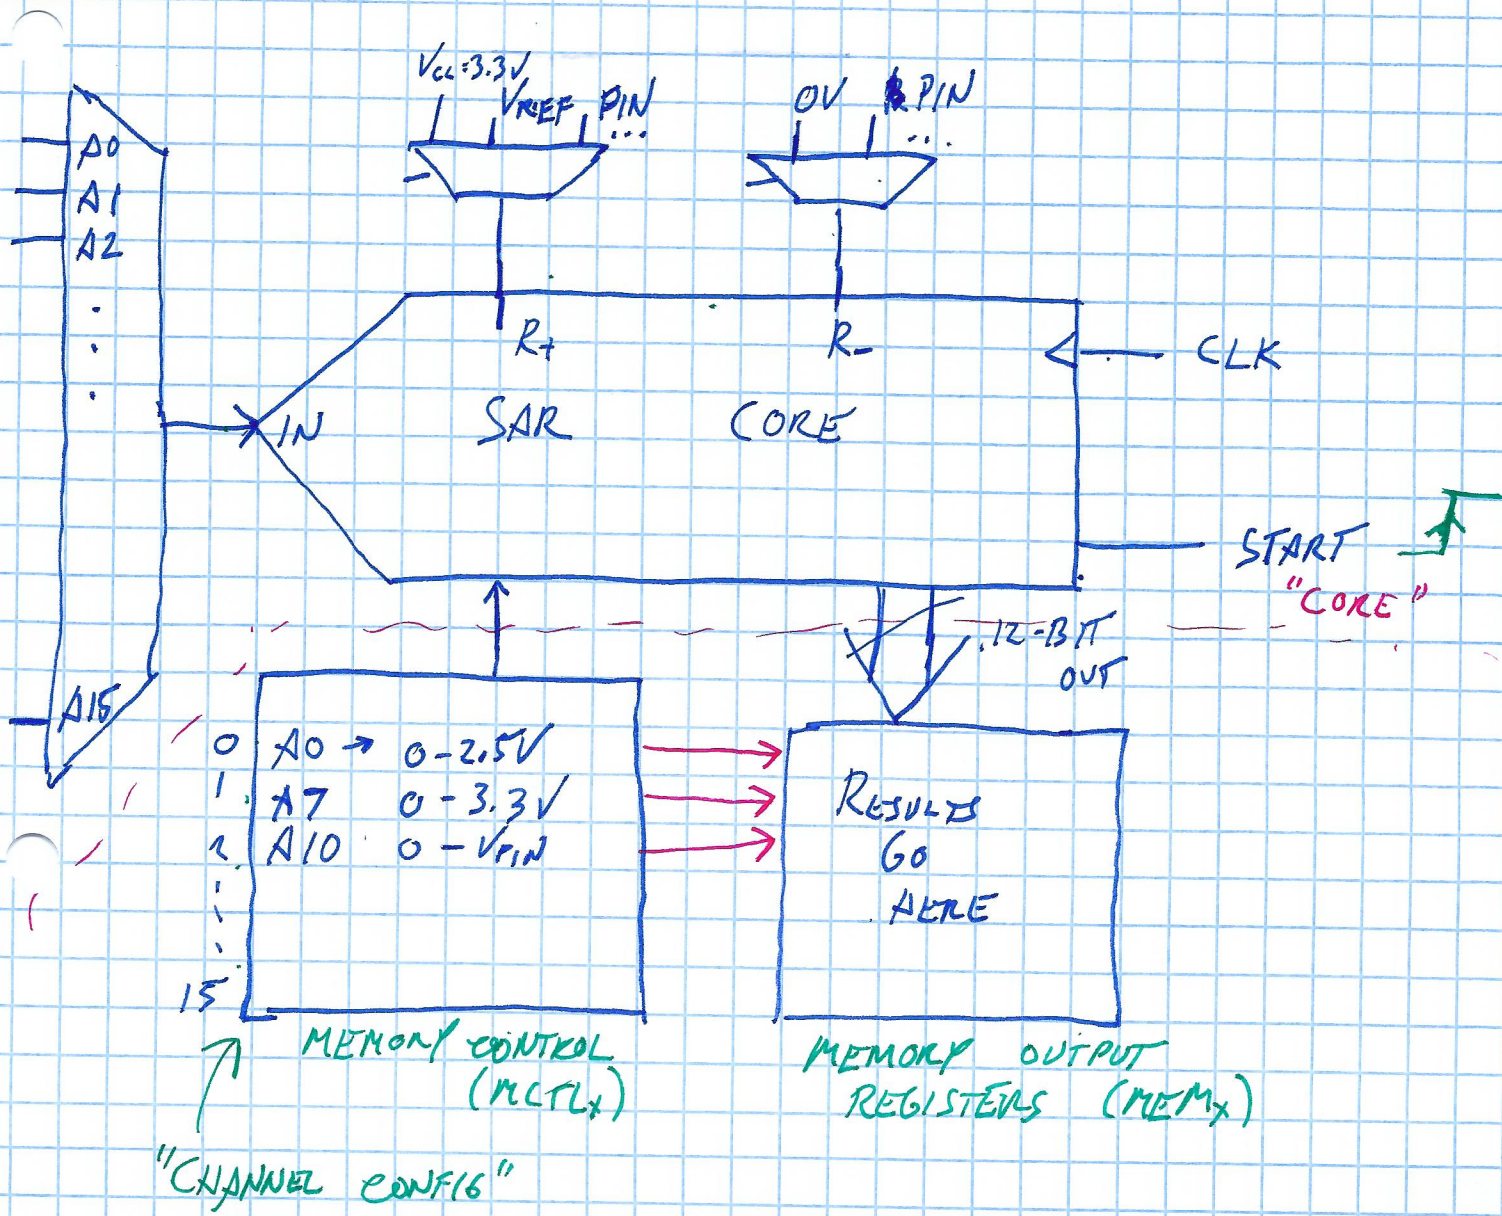 Vcc=3.3V
VREF PIN ...
0V PIN ...
A0
A1
A2
A15
R+ R-
IN SAR CORE
CLK
START
"CORE"
12-BIT
OUT
0 A0 → 0-2.5V
1 A7 0-3.3V
2 A10 0-VPIN
15
RESULTS
GO
HERE
MEMORY CONTROL
(MCTLx)
MEMORY OUTPUT
REGISTERS (MEMx)
"CHANNEL CONFIG"